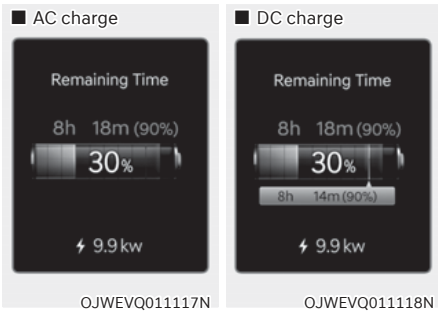 ■ AC charge
Remaining Time
8h 18m (90%)
30%
9.9 kw
OJWEVQ011117N
■ DC charge
Remaining Time
8h 18m (90%)
30%
8h 14m (90%)
9.9 kw
OJWEVQ011118N